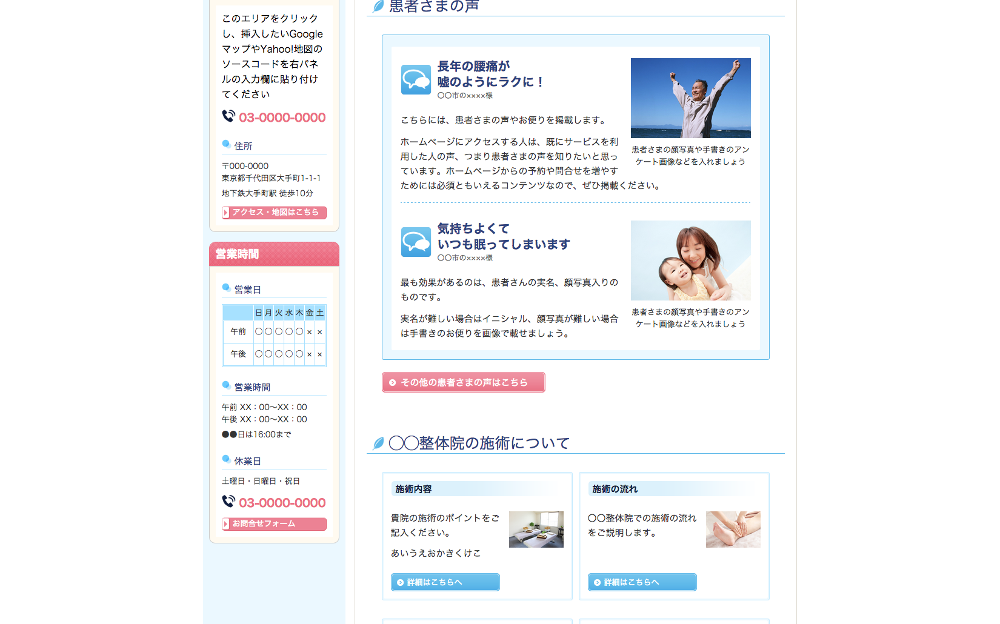 このエリアをクリック
し、挿入したいGoogle
マップやYahoo!地図の
ソースコードを右パネ
ルの入力欄に貼り付け
てください
03-0000-0000
住所
〒000-0000
東京都千代田区大手町1-1-1
地下鉄大手町駅 徒歩10分
アクセス・地図はこちら
営業時間
営業日
日 月 火 水 木 金 土
午前 〇 〇 〇 〇 〇 × ×
午後 〇 〇 〇 〇 〇 × ×
営業時間
午前 XX：00～XX：00
午後 XX：00～XX：00
●●日は16:00まで
休業日
土曜日・日曜日・祝日
03-0000-0000
お問合せフォーム
患者さまの声
長年の腰痛が
嘘のようにラクに！
〇〇市の××××様
こちらには、患者さまの声やお便りを掲載します。
ホームページにアクセスする人は、既にサービスを利
用した人の声、つまり患者さまの声を知りたいと思っ
ています。ホームページからの予約や問合せを増やす
ためには必須ともいえるコンテンツなので、ぜひ掲載ください。
患者さまの顔写真や手書きのアン
ケート画像などを入れましょう
気持ちよくて
いつも眠ってしまいます
〇〇市の××××様
最も効果があるのは、患者さんの実名、顔写真入りの
ものです。
実名が難しい場合はイニシャル、顔写真が難しい場合
は手書きのお便りを画像で載せましょう。
患者さまの顔写真や手書きのアン
ケート画像などを入れましょう
その他の患者さまの声はこちら
〇〇整体院の施術について
施術内容
貴院の施術のポイントをご
記入ください。
あいうえおかきくけこ
詳細はこちらへ
施術の流れ
〇〇整体院での施術の流れ
をご説明します。
詳細はこちらへ